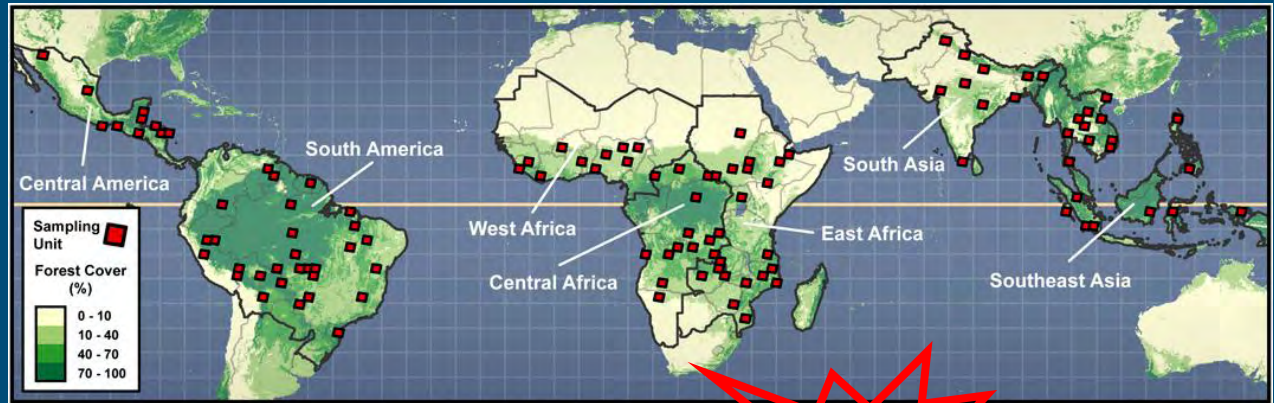 South America
Central America
West Africa
Central Africa
East Africa
South Asia
Southeast Asia
Sampling
Unit
Forest Cover
(%)
0 - 10
10 - 40
40 - 70
70 - 100